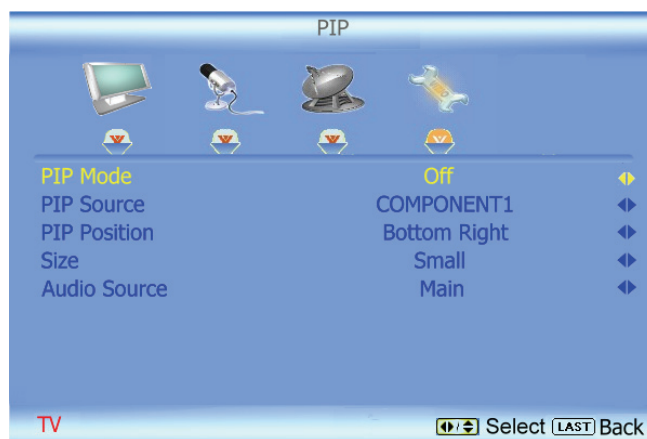 PIP
PIP Mode Off
PIP Source COMPONENT1
PIP Position Bottom Right
Size Small
Audio Source Main
TV Select LAST Back